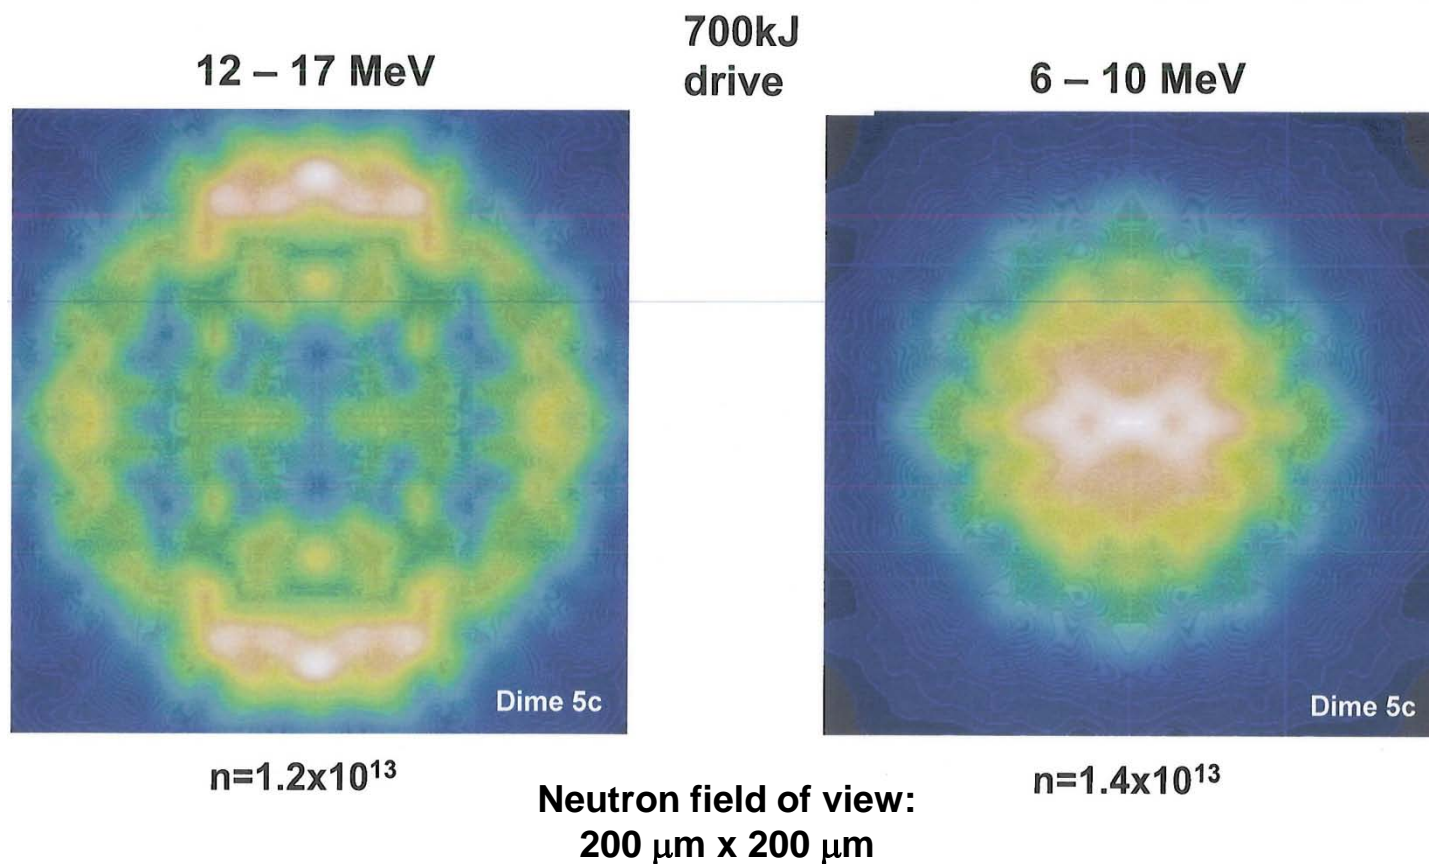 700kJ
drive
12 – 17 MeV
6 – 10 MeV
Dime 5c
Dime 5c
n=1.2x10¹³
n=1.4x10¹³
Neutron field of view:
200 μm x 200 μm